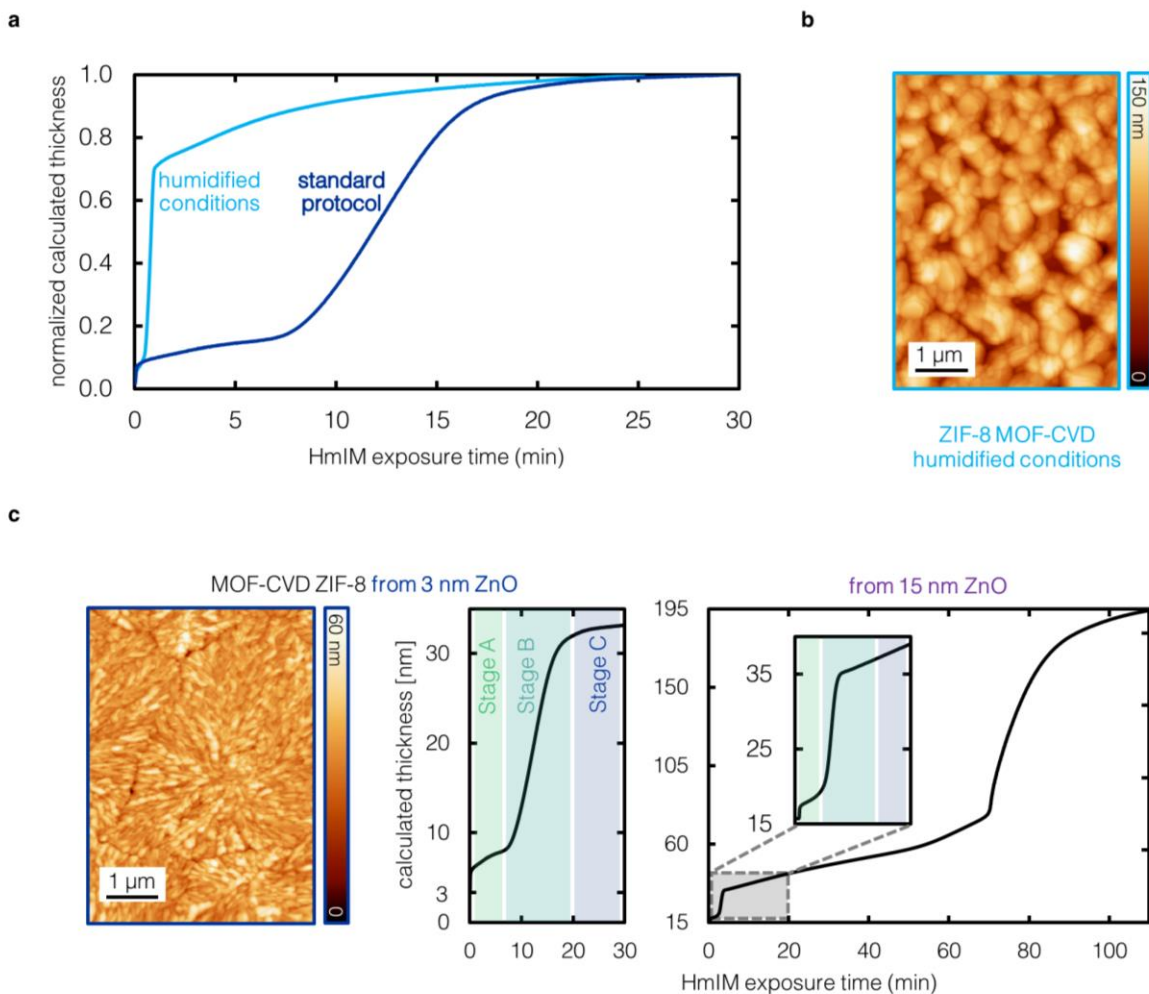 a
b
1.0
0.8
0.6
0.4
0.2
0.0
normalized calculated thickness
humidified
conditions
standard
protocol
0 5 10 15 20 25 30
HmIM exposure time (min)
150 nm
0
1 µm
ZIF-8 MOF-CVD
humidified conditions
c
MOF-CVD ZIF-8 from 3 nm ZnO
from 15 nm ZnO
60 nm
0
1 µm
calculated thickness [nm]
30
20
10
3
0
Stage A
Stage B
Stage C
0 10 20 30
195
150
105
60
15
35
25
15
0 20 40 60 80 100
HmIM exposure time (min)